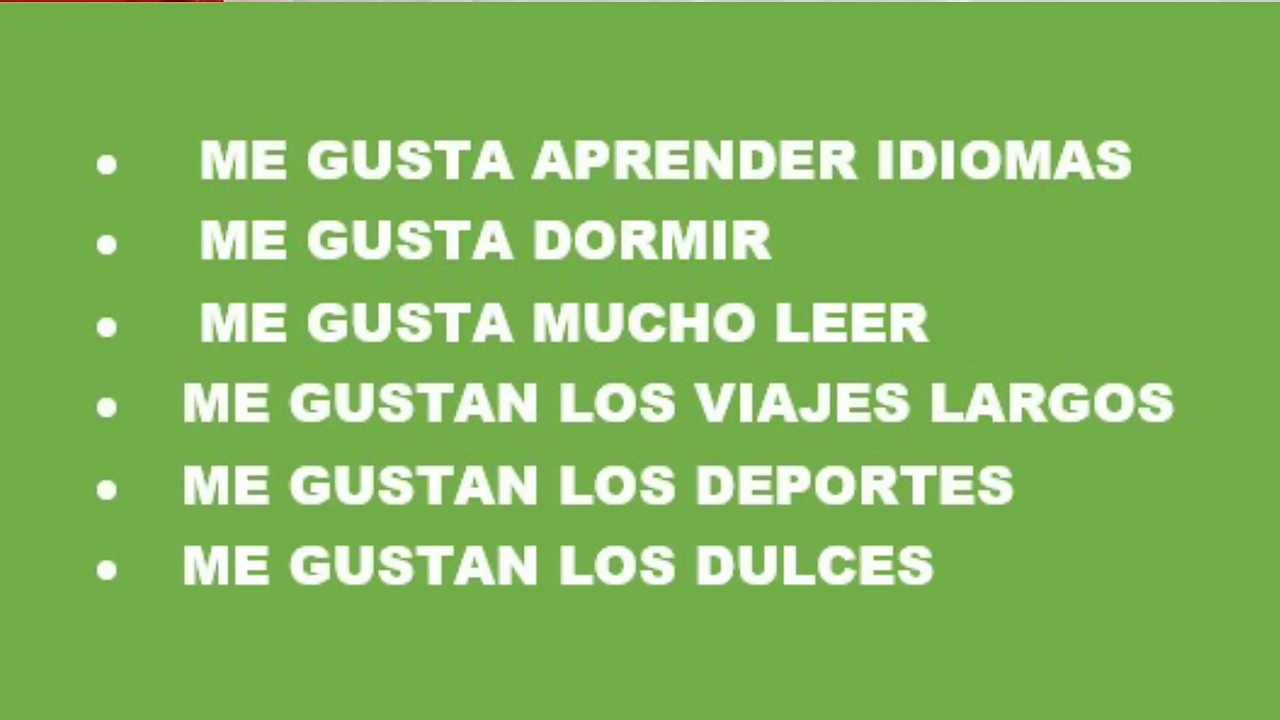 • ME GUSTA APRENDER IDIOMAS
• ME GUSTA DORMIR
• ME GUSTA MUCHO LEER
• ME GUSTAN LOS VIAJES LARGOS
• ME GUSTAN LOS DEPORTES
• ME GUSTAN LOS DULCES